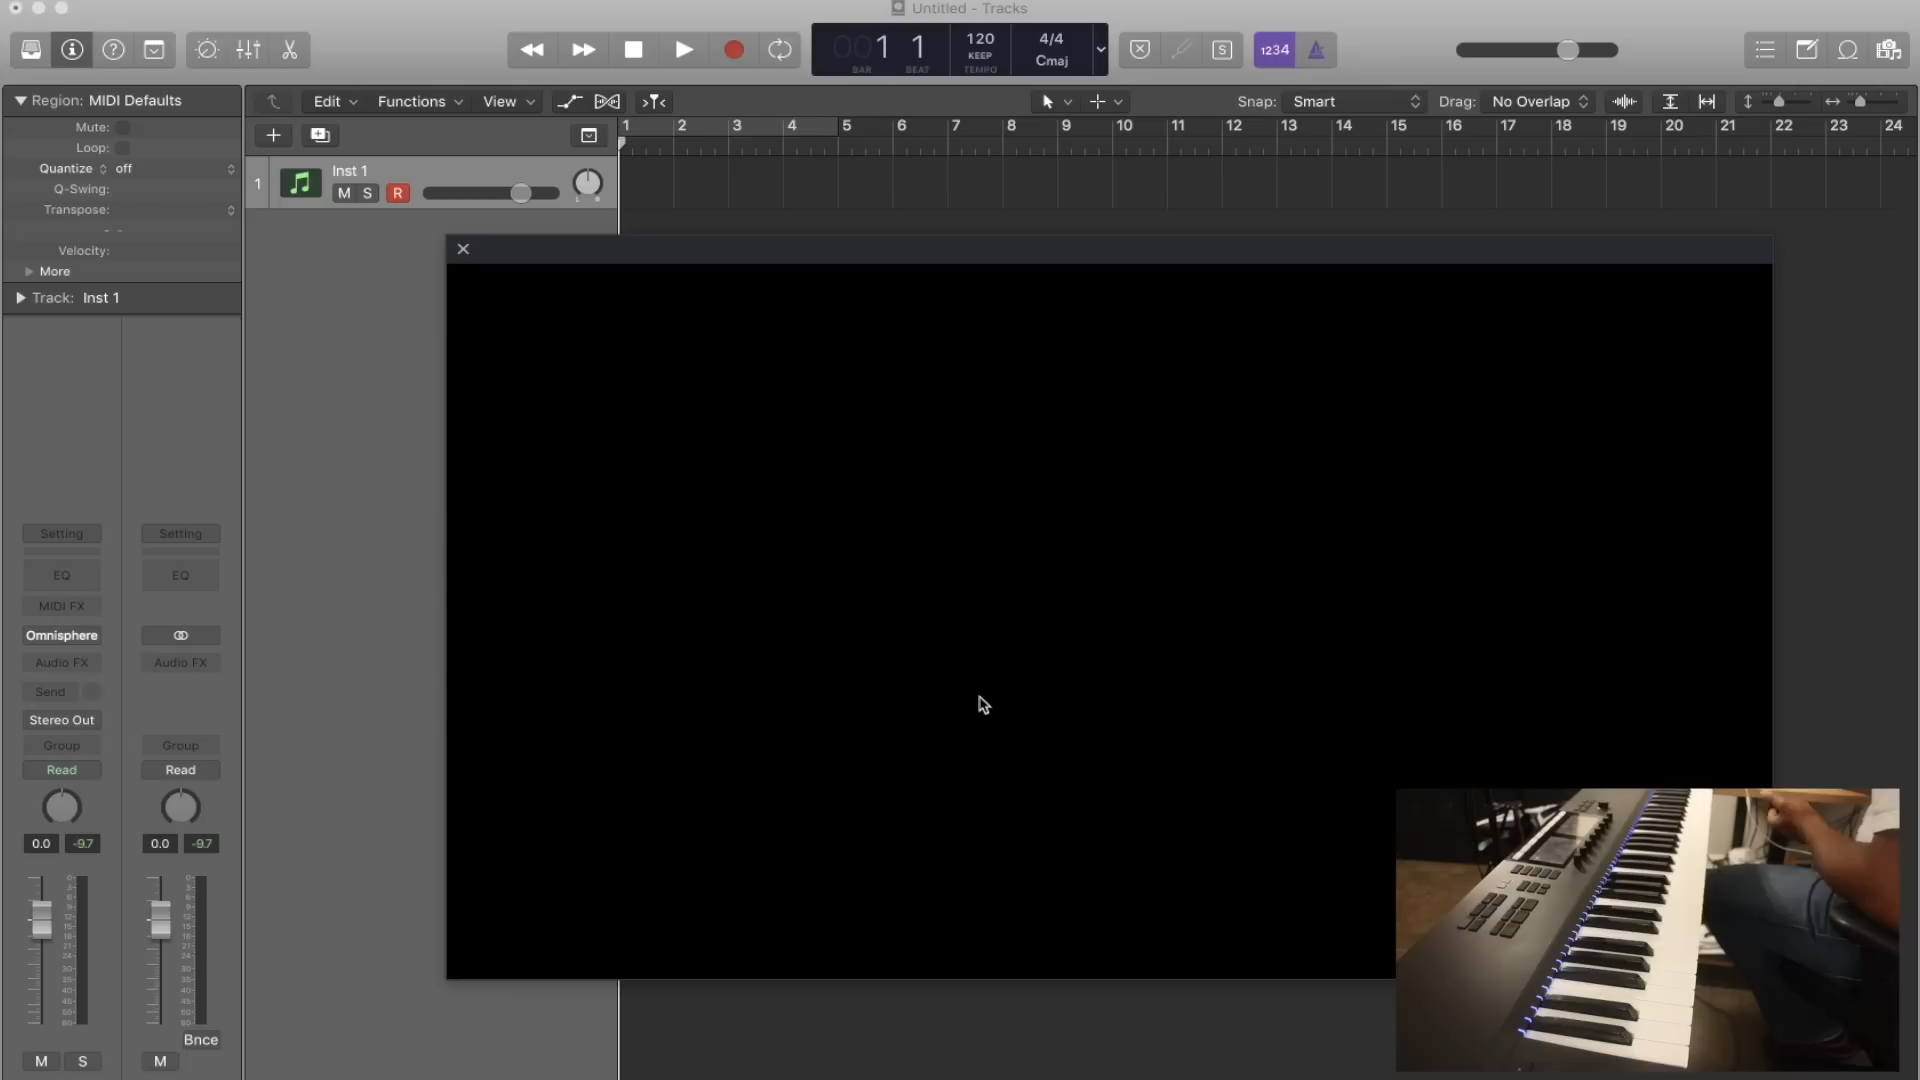 Untitled - Tracks
1 1
BAR
BEAT
120
KEEP
TEMPO
4/4
Cmaj
S
1234
Region: MIDI Defaults
Mute:
Loop:
Quantize off
Q-Swing:
Transpose:
- -
Velocity:
More
Track: Inst 1
Edit
Functions
View
Snap: Smart
Drag: No Overlap
1 2 3 4 5 6 7 8 9 10 11 12 13 14 15 16 17 18 19 20 21 22 23 24
1
Inst 1
M S R
L R
Setting
Setting
EQ
EQ
MIDI FX
Omnisphere
Audio FX
Audio FX
Send
Stereo Out
Group
Group
Read
Read
0.0 -9.7
0.0 -9.7
Bnce
M S
M